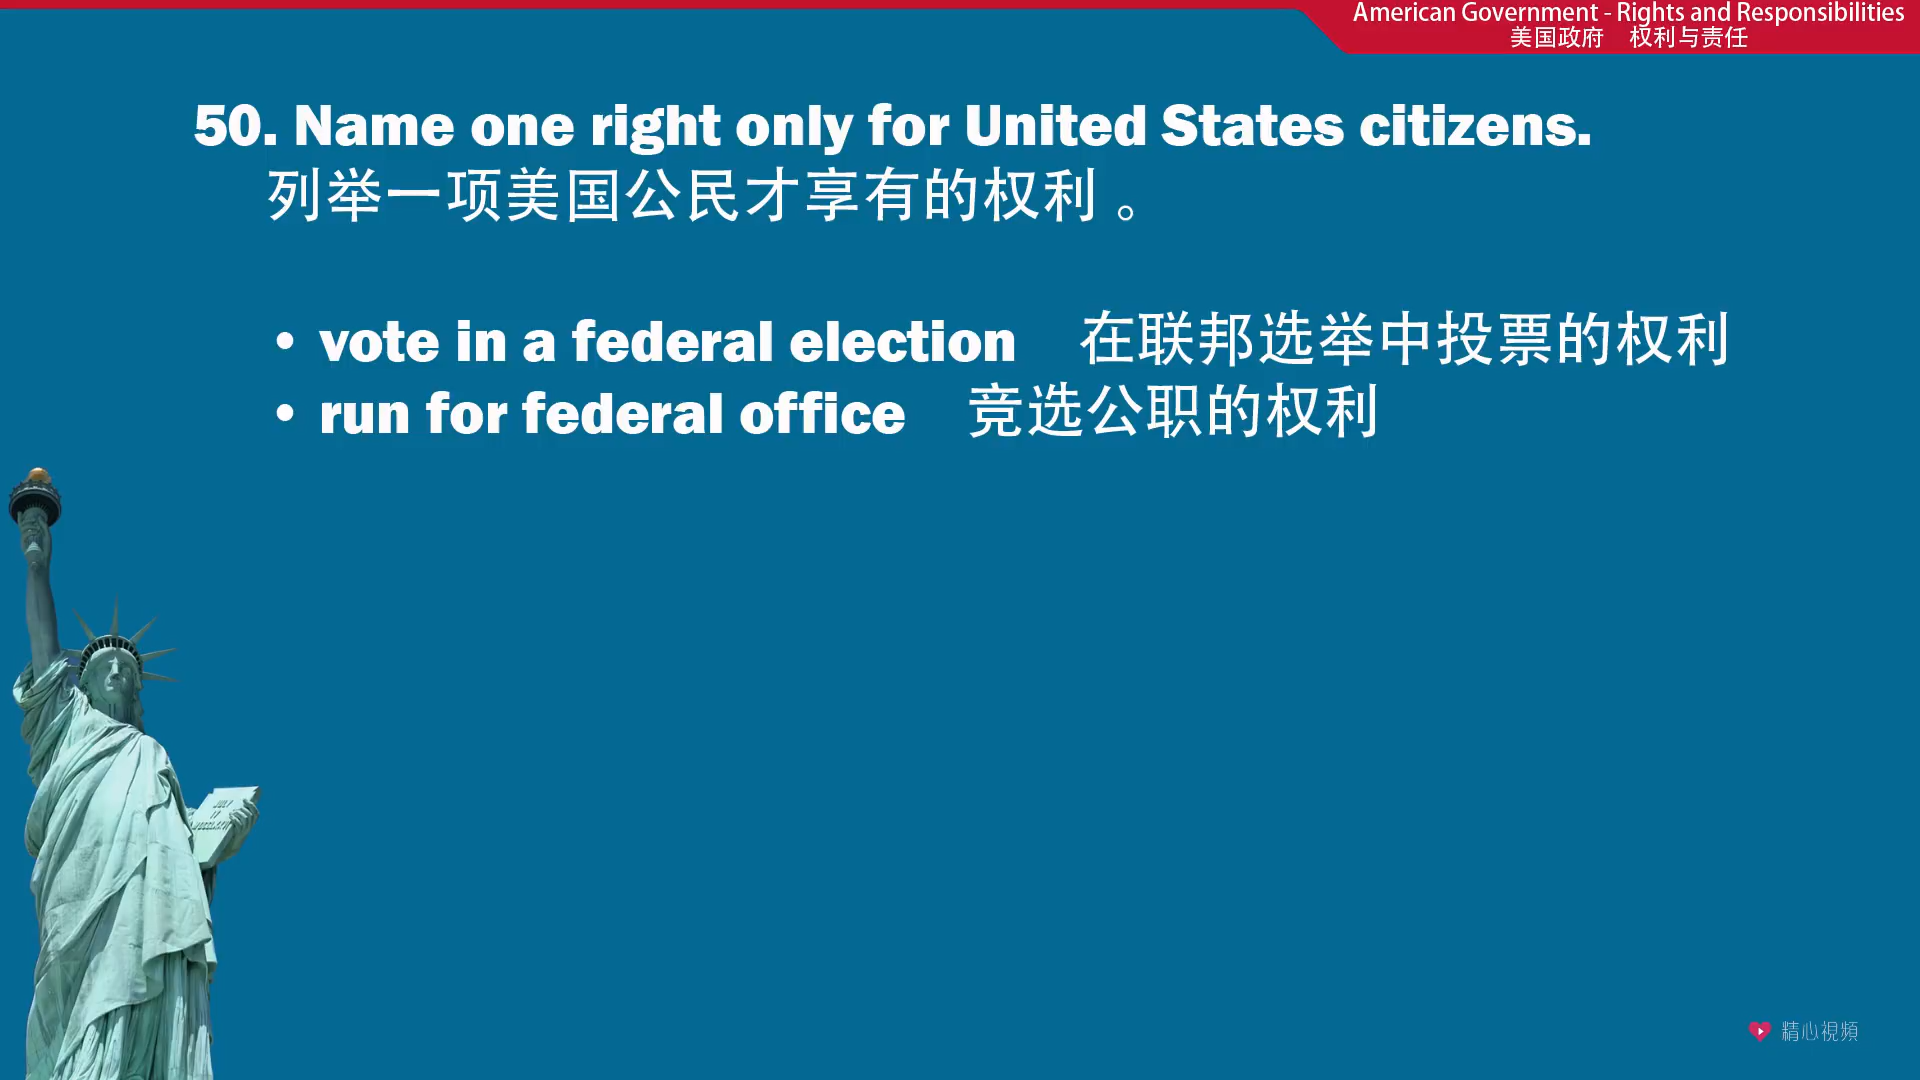 American Government - Rights and Responsibilities
美国政府 权利与责任
50. Name one right only for United States citizens.
列举一项美国公民才享有的权利。
• vote in a federal election 在联邦选举中投票的权利
• run for federal office 竞选公职的权利
JULY
IV
精心視頻